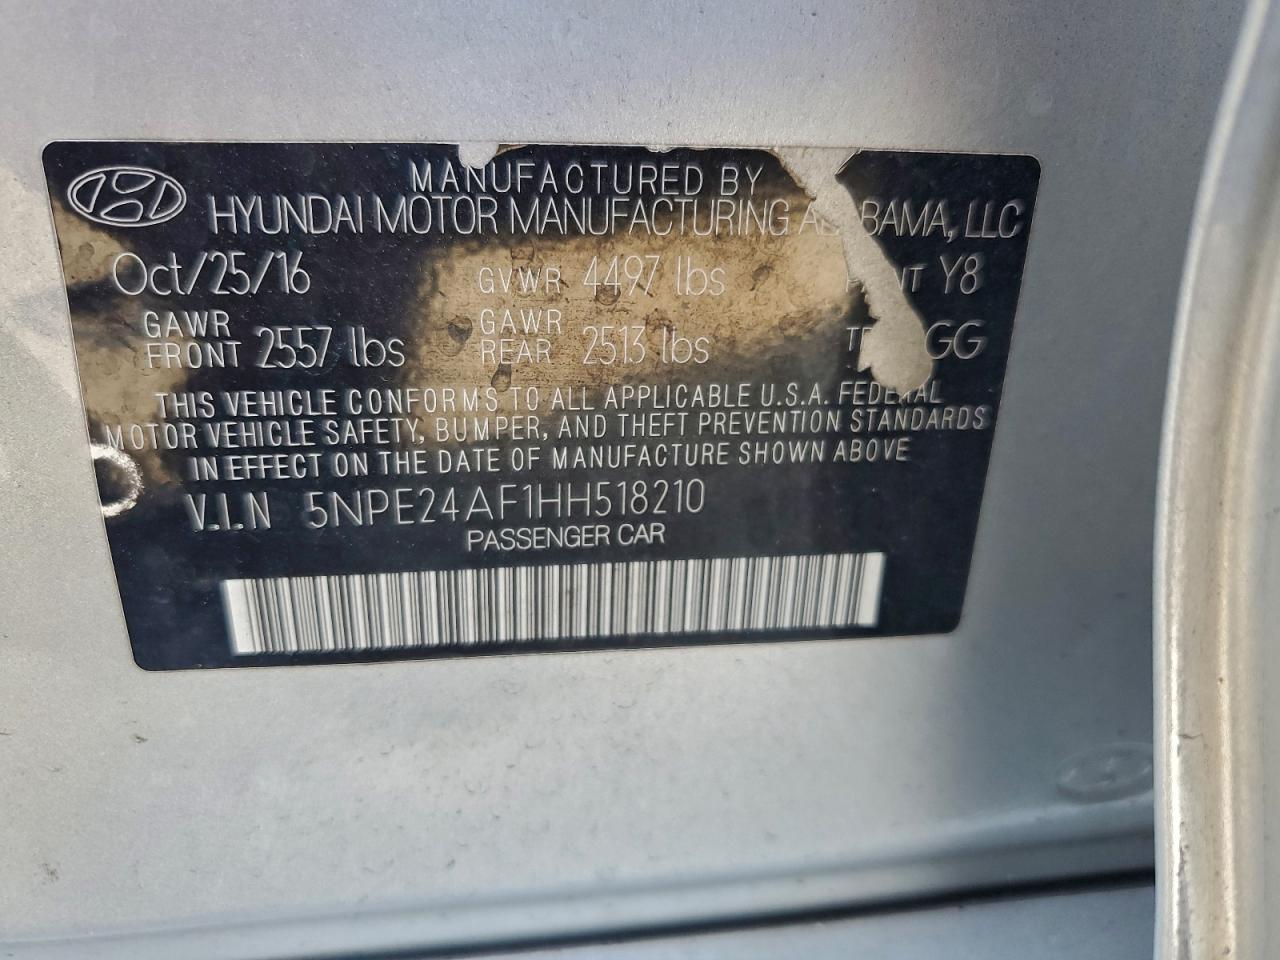 MANUFACTURED BY
HYUNDAI MOTOR MANUFACTURING ALABAMA, LLC
Oct/25/16 GVWR 4497 lbs Y8
GAWR FRONT 2557 lbs GAWR REAR 2513 lbs GG
THIS VEHICLE CONFORMS TO ALL APPLICABLE U.S.A. FEDERAL
MOTOR VEHICLE SAFETY, BUMPER, AND THEFT PREVENTION STANDARDS
IN EFFECT ON THE DATE OF MANUFACTURE SHOWN ABOVE
V.I.N 5NPE24AF1HH518210
PASSENGER CAR